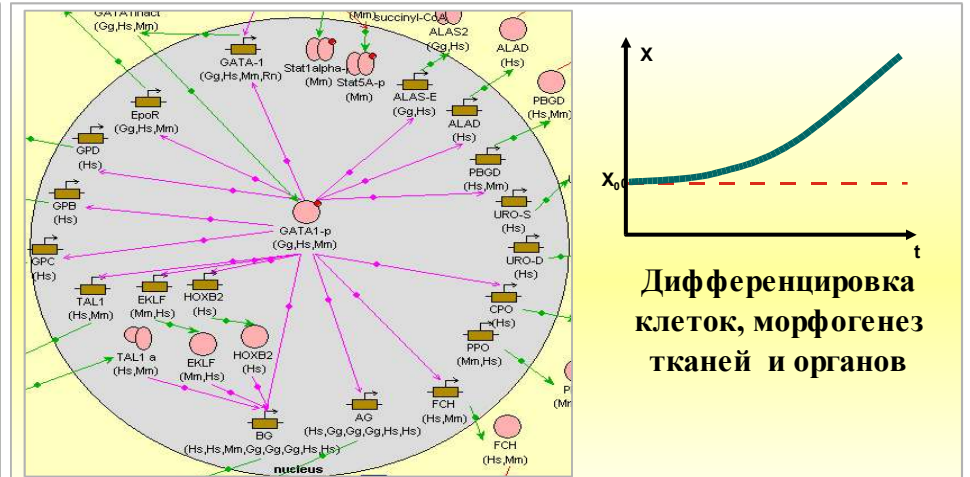 GATA1inact
(Mm)
succinyl-CoA
ALAS2
(Gg,Hs)
ALAD
(Hs)
GATA-1
(Gg,Hs,Mm,Rn)
Stat1alpha-
(Mm)
Stat5A-p
(Mm)
ALAS-E
(Gg,Hs)
PBGD
(Hs,Mm)
EpoR
(Gg,Hs,Mm)
ALAD
(Hs)
GPD
(Hs)
PBGD
(Hs,Mm)
GPB
(Hs)
GATA1-p
(Gg,Hs,Mm)
URO-S
(Hs)
GPC
(Hs)
URO-D
(Hs)
TAL1
(Hs,Mm)
EKLF
(Mm,Hs)
HOXB2
(Hs)
CPO
(Hs)
TAL1 a
(Hs,Mm)
EKLF
(Mm,Hs)
HOXB2
(Hs)
PPO
(Mm,Hs)
BG
(Hs,Hs,Mm,Gg,Gg,Gg,Hs,Hs)
AG
(Hs,Gg,Gg,Gg,Hs,Hs)
FCH
(Hs,Mm)
FCH
(Hs,Mm)
nucleus
X
X₀
t
Дифференцировка
клеток, морфогенез
тканей и органов